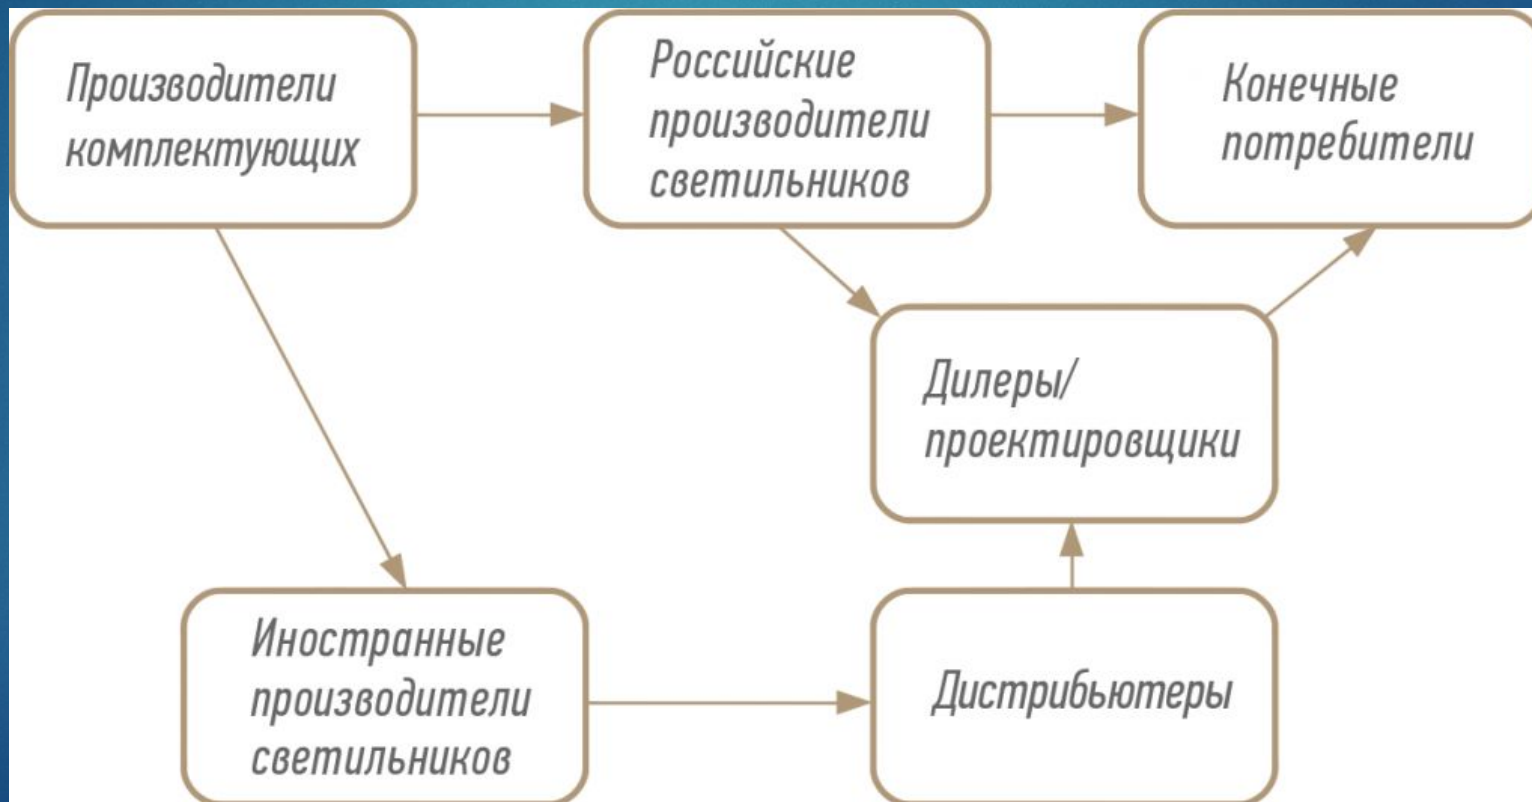 Производители
комплектующих
Российские
производители
светильников
Конечные
потребители
Дилеры/
проектировщики
Иностранные
производители
светильников
Дистрибьютеры